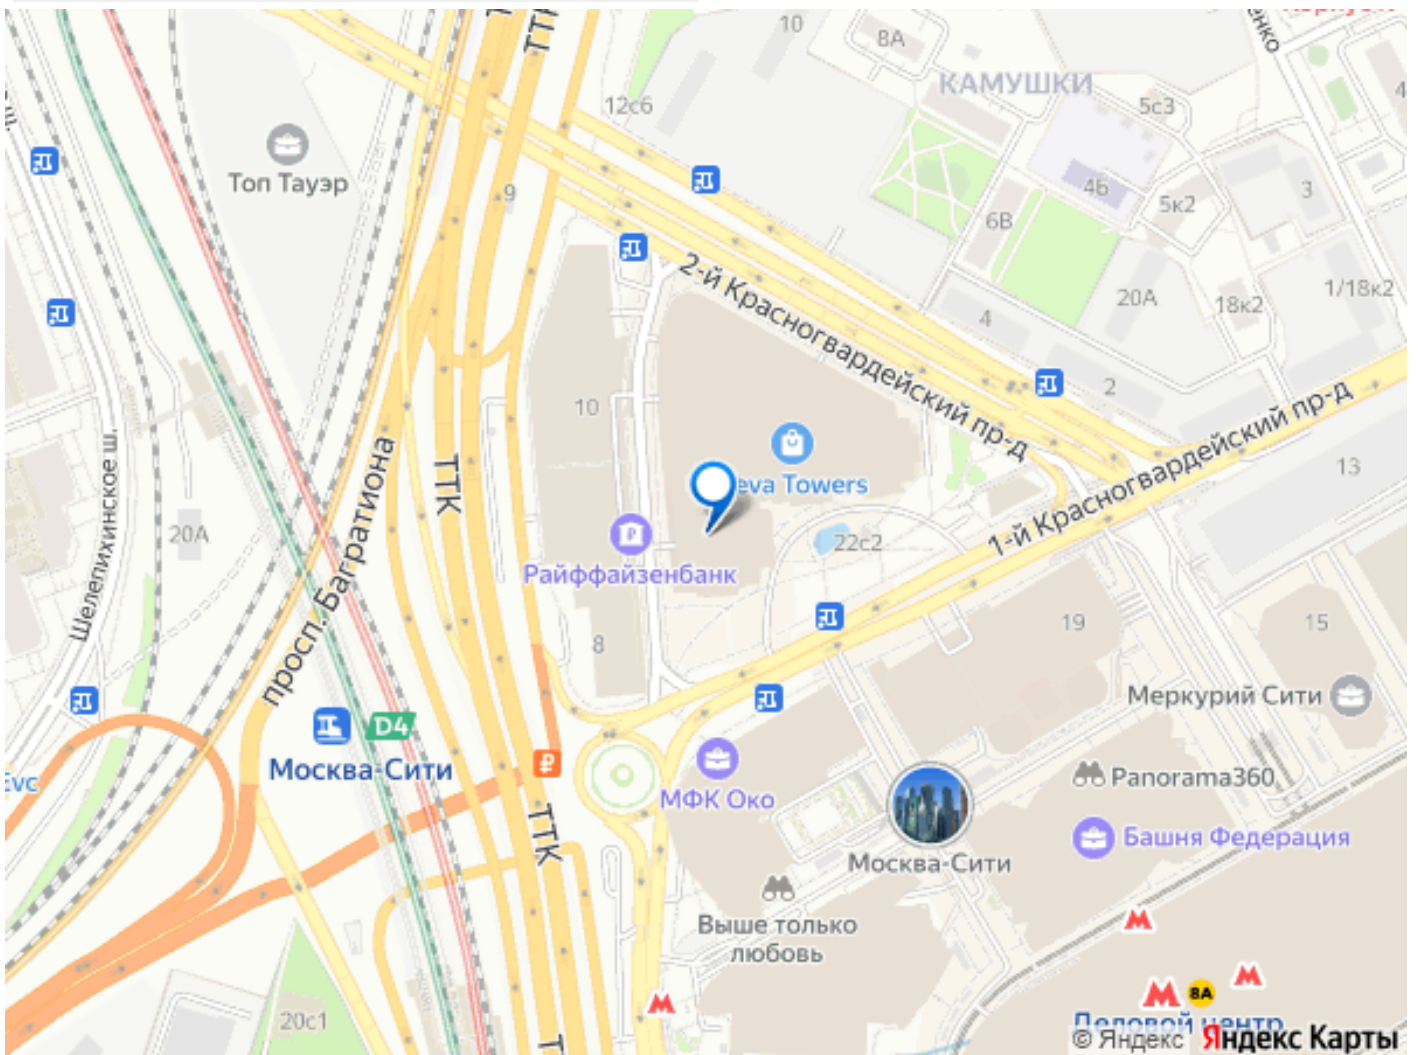 ТТК
10
8А
КАМУШКИ
12с6
5с3
Топ Тауэр
9
4Б
6В
5к2
3
2-й Красногвардейский пр-д
20А
18к2
1/18к2
4
2
10
1-й Красногвардейский пр-д
13
ТТК
просп. Багратиона
Шелепихинское ш.
20А
eva Towers
22с2
Райффайзенбанк
8
19
15
Меркурий Сити
D4
Москва-Сити
МФК Око
Panorama360
Башня Федерация
Москва-Сити
ТТК
Выше только
любовь
20с1
8А
Деловой центр
© Яндекс Яндекс Карты